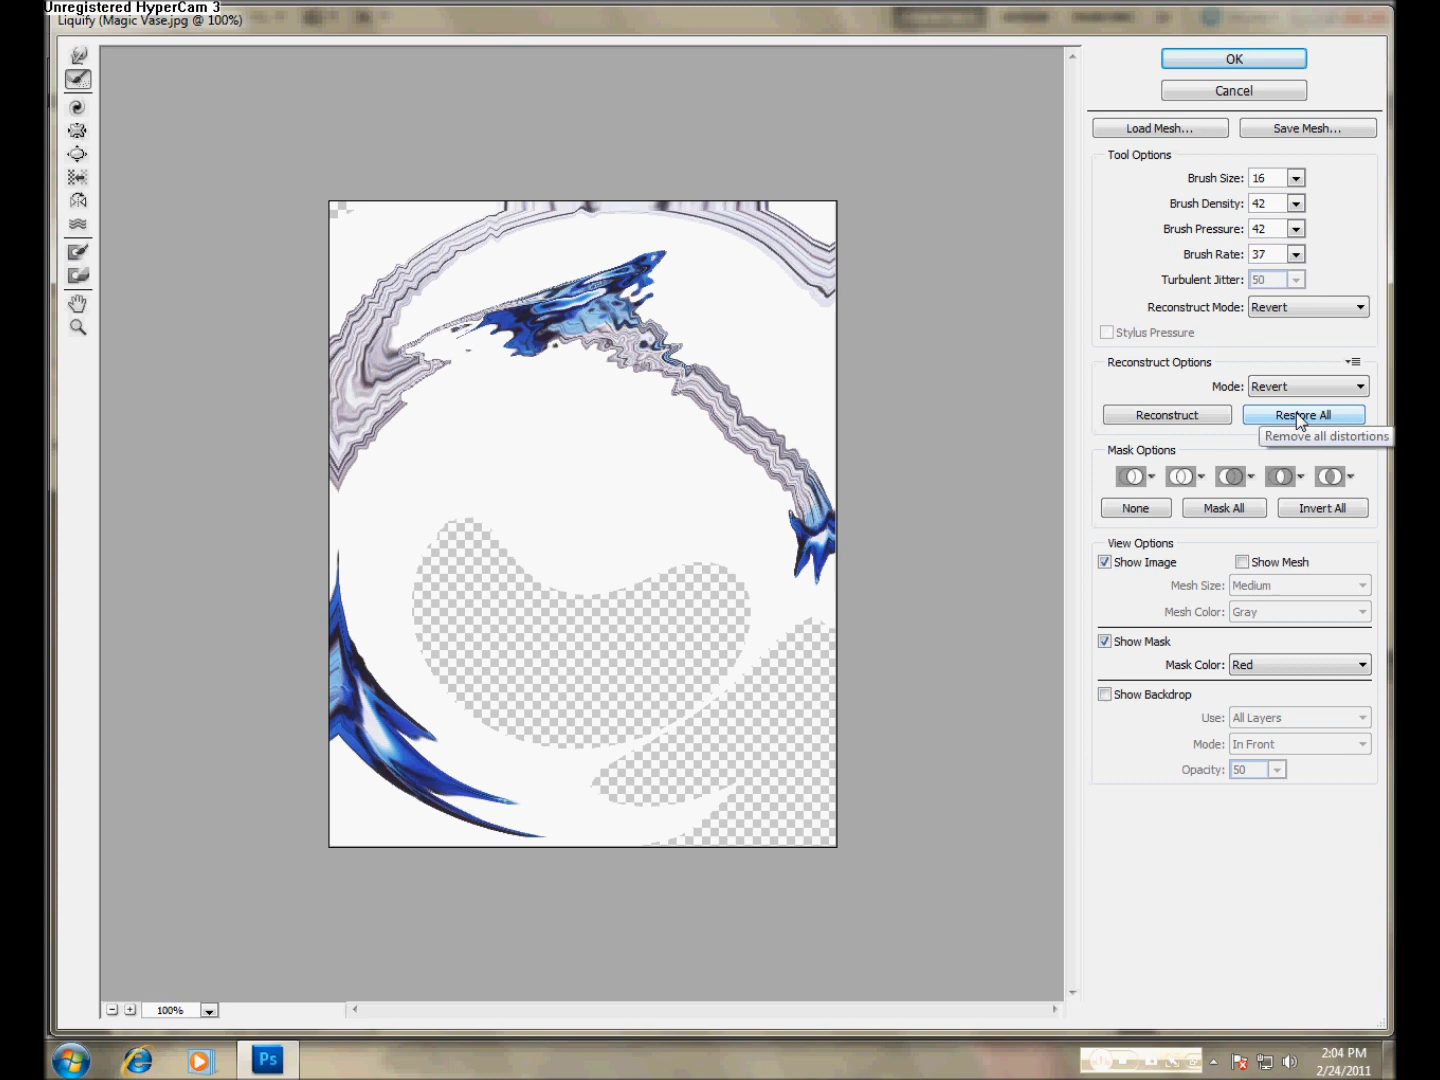 Unregistered HyperCam 3
Liquify (Magic Vase.jpg @ 100%)
OK
Cancel
Load Mesh...
Save Mesh...
Tool Options
Brush Size: 16
Brush Density: 42
Brush Pressure: 42
Brush Rate: 37
Turbulent Jitter: 50
Reconstruct Mode: Revert
Stylus Pressure
Reconstruct Options
Mode: Revert
Reconstruct
Restore All
Remove all distortions
Mask Options
None
Mask All
Invert All
View Options
Show Image
Show Mesh
Mesh Size: Medium
Mesh Color: Gray
Show Mask
Mask Color: Red
Show Backdrop
Use: All Layers
Mode: In Front
Opacity: 50
100%
Ps
2:04 PM
2/24/2011